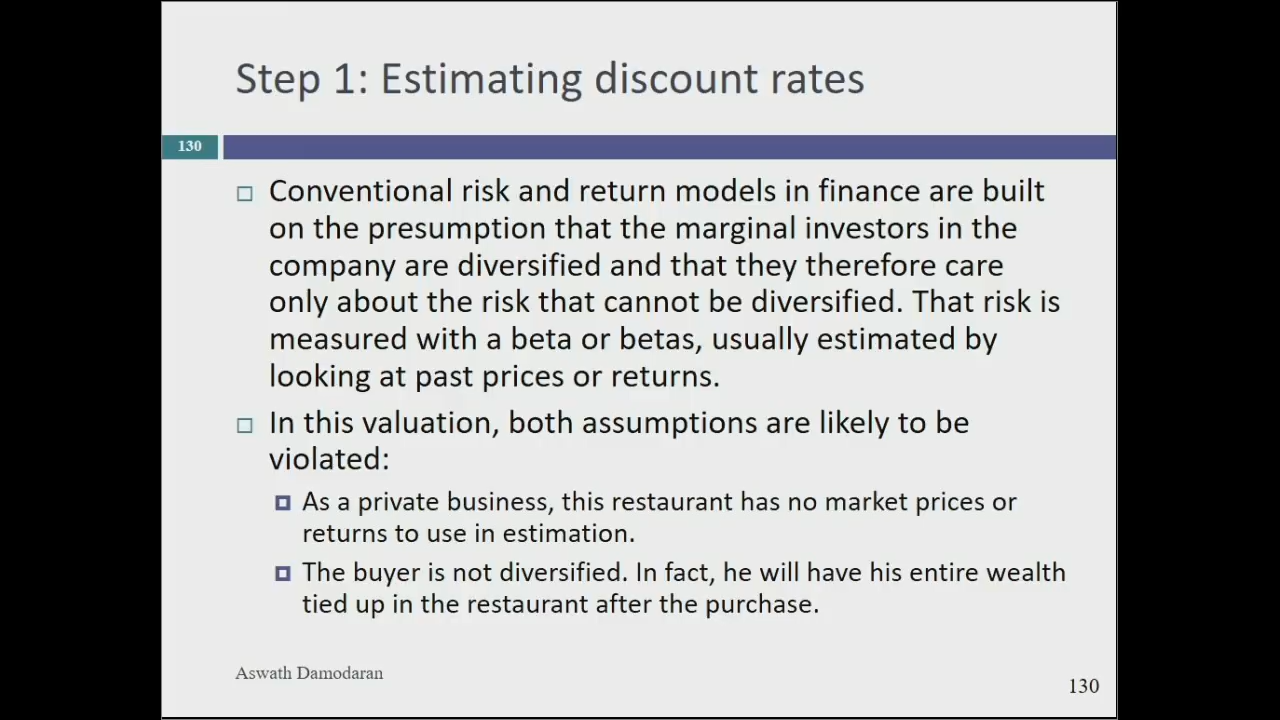 Step 1: Estimating discount rates
130
Conventional risk and return models in finance are built
on the presumption that the marginal investors in the
company are diversified and that they therefore care
only about the risk that cannot be diversified. That risk is
measured with a beta or betas, usually estimated by
looking at past prices or returns.
In this valuation, both assumptions are likely to be
violated:
As a private business, this restaurant has no market prices or
returns to use in estimation.
The buyer is not diversified. In fact, he will have his entire wealth
tied up in the restaurant after the purchase.
Aswath Damodaran
130